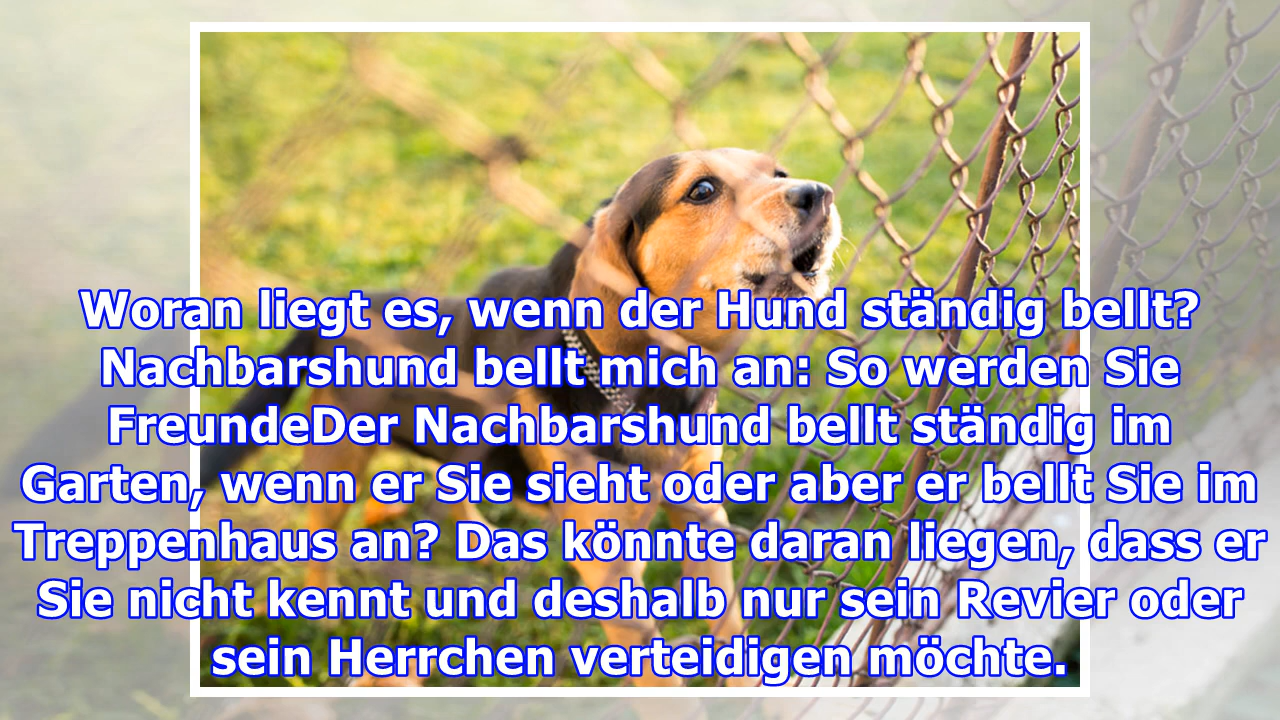 Woran liegt es, wenn der Hund ständig bellt?
Nachbarshund bellt mich an: So werden Sie
FreundeDer Nachbarshund bellt ständig im
Garten, wenn er Sie sieht oder aber er bellt Sie im
Treppenhaus an? Das könnte daran liegen, dass er
Sie nicht kennt und deshalb nur sein Revier oder
sein Herrchen verteidigen möchte.